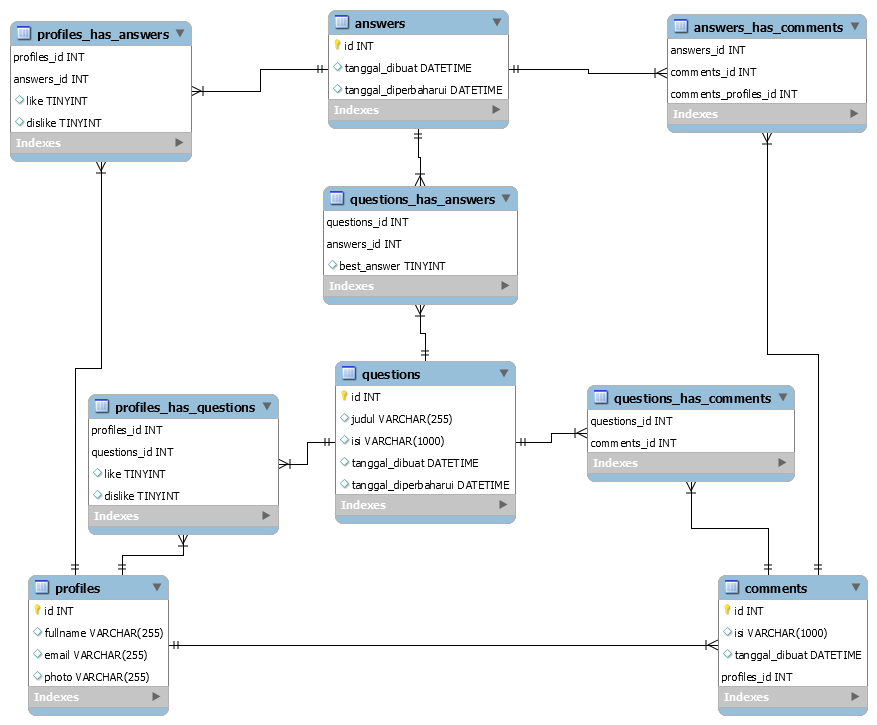 profiles_has_answers
profiles_id INT
answers_id INT
like TINYINT
dislike TINYINT
Indexes
answers
id INT
tanggal_dibuat DATETIME
tanggal_diperbaharui DATETIME
Indexes
answers_has_comments
answers_id INT
comments_id INT
comments_profiles_id INT
Indexes
questions_has_answers
questions_id INT
answers_id INT
best_answer TINYINT
Indexes
profiles_has_questions
profiles_id INT
questions_id INT
like TINYINT
dislike TINYINT
Indexes
questions
id INT
judul VARCHAR(255)
isi VARCHAR(1000)
tanggal_dibuat DATETIME
tanggal_diperbaharui DATETIME
Indexes
questions_has_comments
questions_id INT
comments_id INT
Indexes
profiles
id INT
fullname VARCHAR(255)
email VARCHAR(255)
photo VARCHAR(255)
Indexes
comments
id INT
isi VARCHAR(1000)
tanggal_dibuat DATETIME
profiles_id INT
Indexes